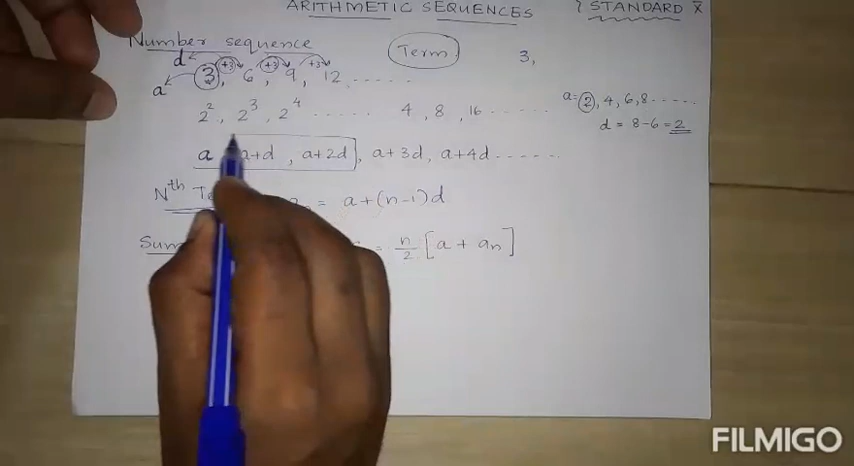 ARITHMETIC SEQUENCES
? STANDARD X
Number sequence
Term
3,
d
+3 +3 +3
3, 6, 9, 12, .....
a
a = 2, 4, 6, 8 .....
d = 8-6 = 2
2², 2³, 2⁴ ..... 4, 8, 16 .....
a a+d, a+2d, a+3d, a+4d .....
Nth = a+(n-1)d
Sum = n/2 [a + an]
FILMIGO